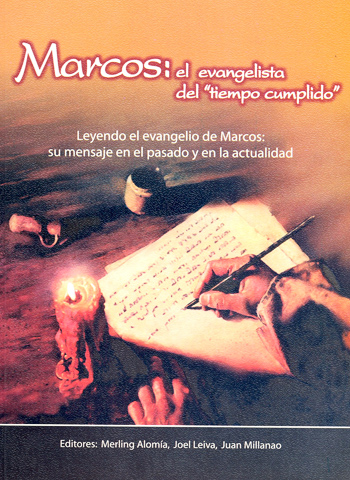 Marcos: el evangelista
del "tiempo cumplido"
Leyendo el evangelio de Marcos:
su mensaje en el pasado y en la actualidad
Editores: Merling Alomía, Joel Leiva, Juan Millanao